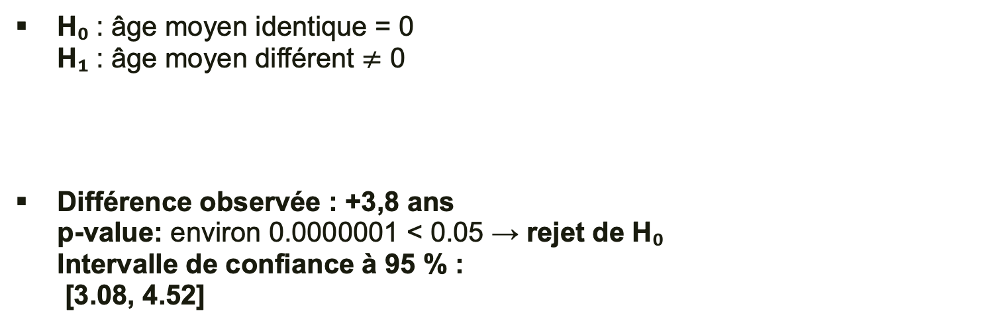 ▪ H₀ : âge moyen identique = 0
H₁ : âge moyen différent ≠ 0
▪ Différence observée : +3,8 ans
p-value: environ 0.0000001 < 0.05 → rejet de H₀
Intervalle de confiance à 95 % :
[3.08, 4.52]